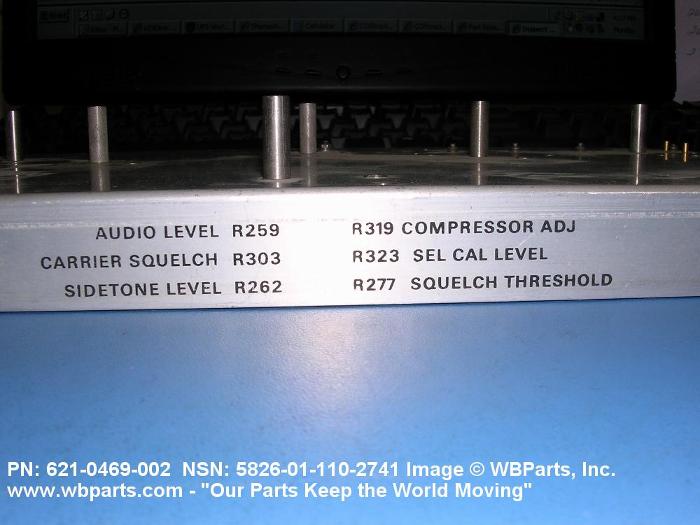 AUDIO LEVEL R259
CARRIER SQUELCH R303
SIDETONE LEVEL R262
R319 COMPRESSOR ADJ
R323 SEL CAL LEVEL
R277 SQUELCH THRESHOLD
PN: 621-0469-002 NSN: 5826-01-110-2741 Image © WBParts, Inc.
www.wbparts.com - "Our Parts Keep the World Moving"